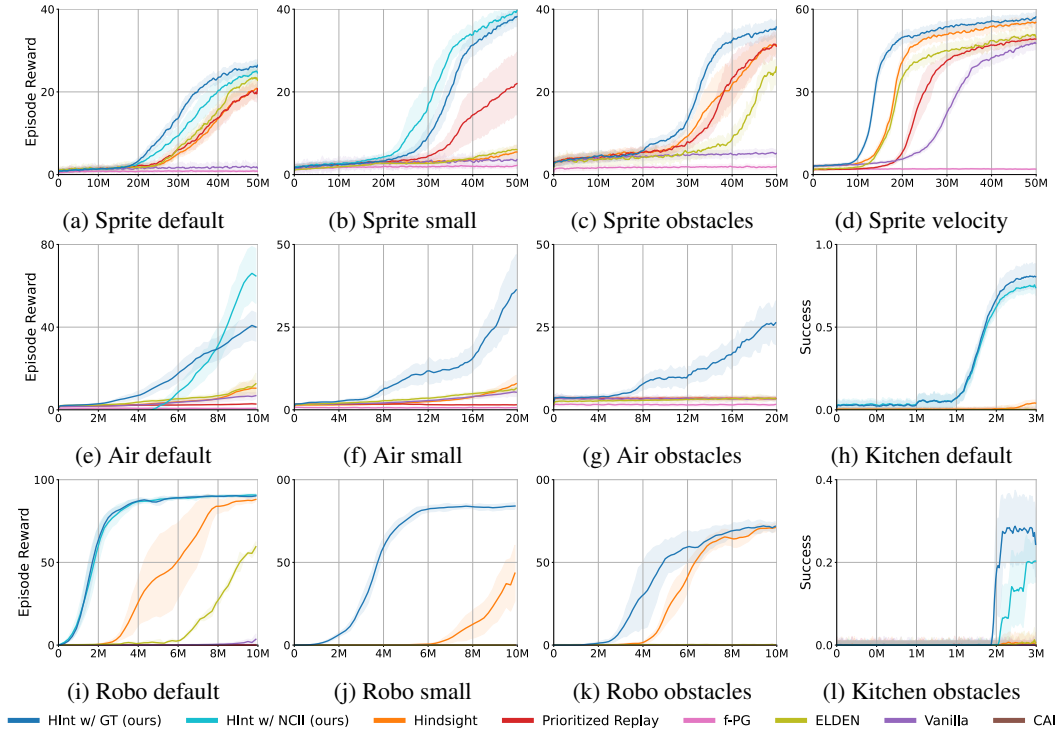 60 40 40 60
Episode Reward 40 20 0
20 0
20 0
40 20 0
0 10M 20M 30M 40M 50M 0 10M 20M 30M 40M 50M 0 10M 20M 30M 40M 50M 0 10M 20M 30M 40M 50M
(a) Sprite default (b) Sprite small (c) Sprite obstacles (d) Sprite velocity
80 50 50 1.0
Episode Reward 40 0
25 0
25 0
Success 0.5 0.0
0 2M 4M 6M 8M 10M 0 4M 8M 12M 16M 20M 0 4M 8M 12M 16M 20M 0 0M 1M 1M 2M 3M
(e) Air default (f) Air small (g) Air obstacles (h) Kitchen default
00 00 00 0.4
Episode Reward 50 0
50 0
50 0
Success 0.2 0.0
0 2M 4M 6M 8M 10M 0 2M 4M 6M 8M 10M 0 2M 4M 6M 8M 10M 0 0M 1M 1M 2M 3M
(i) Robo default (j) Robo small (k) Robo obstacles (l) Kitchen obstacles
HInt w/ GT (ours) HInt w/ NCII (ours) Hindsight Prioritized Replay f-PG ELDEN Vanilla CAI